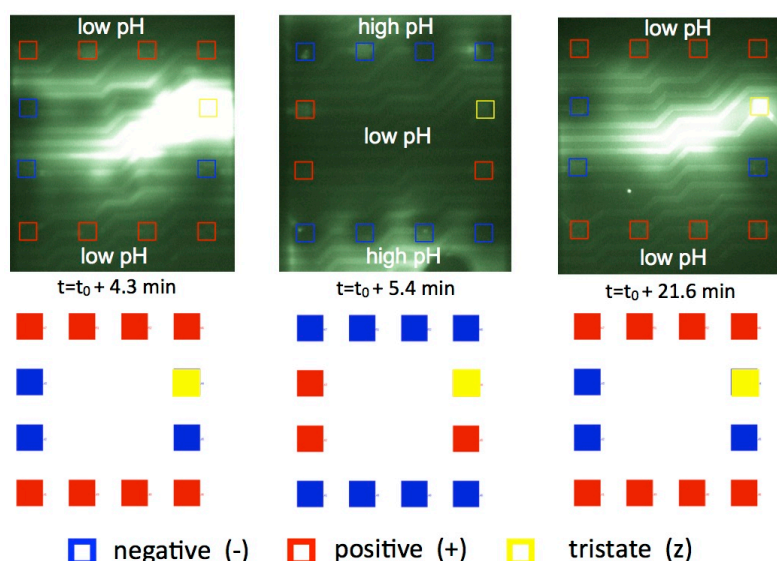 low pH
high pH
low pH
low pH
low pH
high pH
low pH
t=t₀ + 4.3 min
t=t₀ + 5.4 min
t=t₀ + 21.6 min
negative (-)
positive (+)
tristate (z)